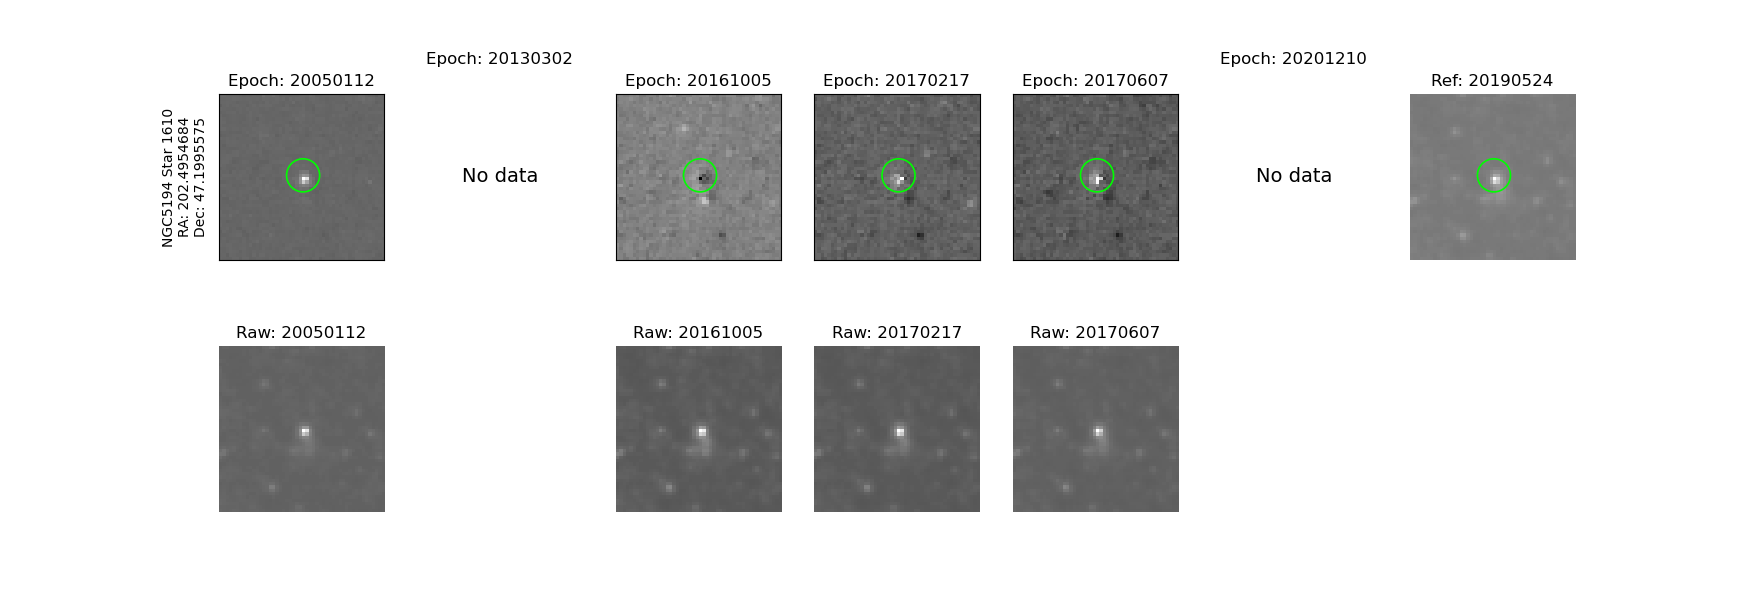 Epoch: 20130302
Epoch: 20201210
Epoch: 20050112
Epoch: 20161005
Epoch: 20170217
Epoch: 20170607
Ref: 20190524
NGC5194 Star 1610
RA: 202.4954684
Dec: 47.1995575
No data
No data
Raw: 20050112
Raw: 20161005
Raw: 20170217
Raw: 20170607